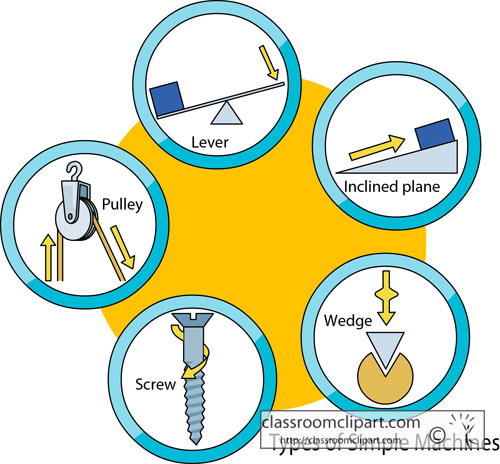 Lever
Inclined plane
Pulley
Wedge
Screw
classroomclipart.com
http://classroomclipart.com
©
Types of Simple Machines